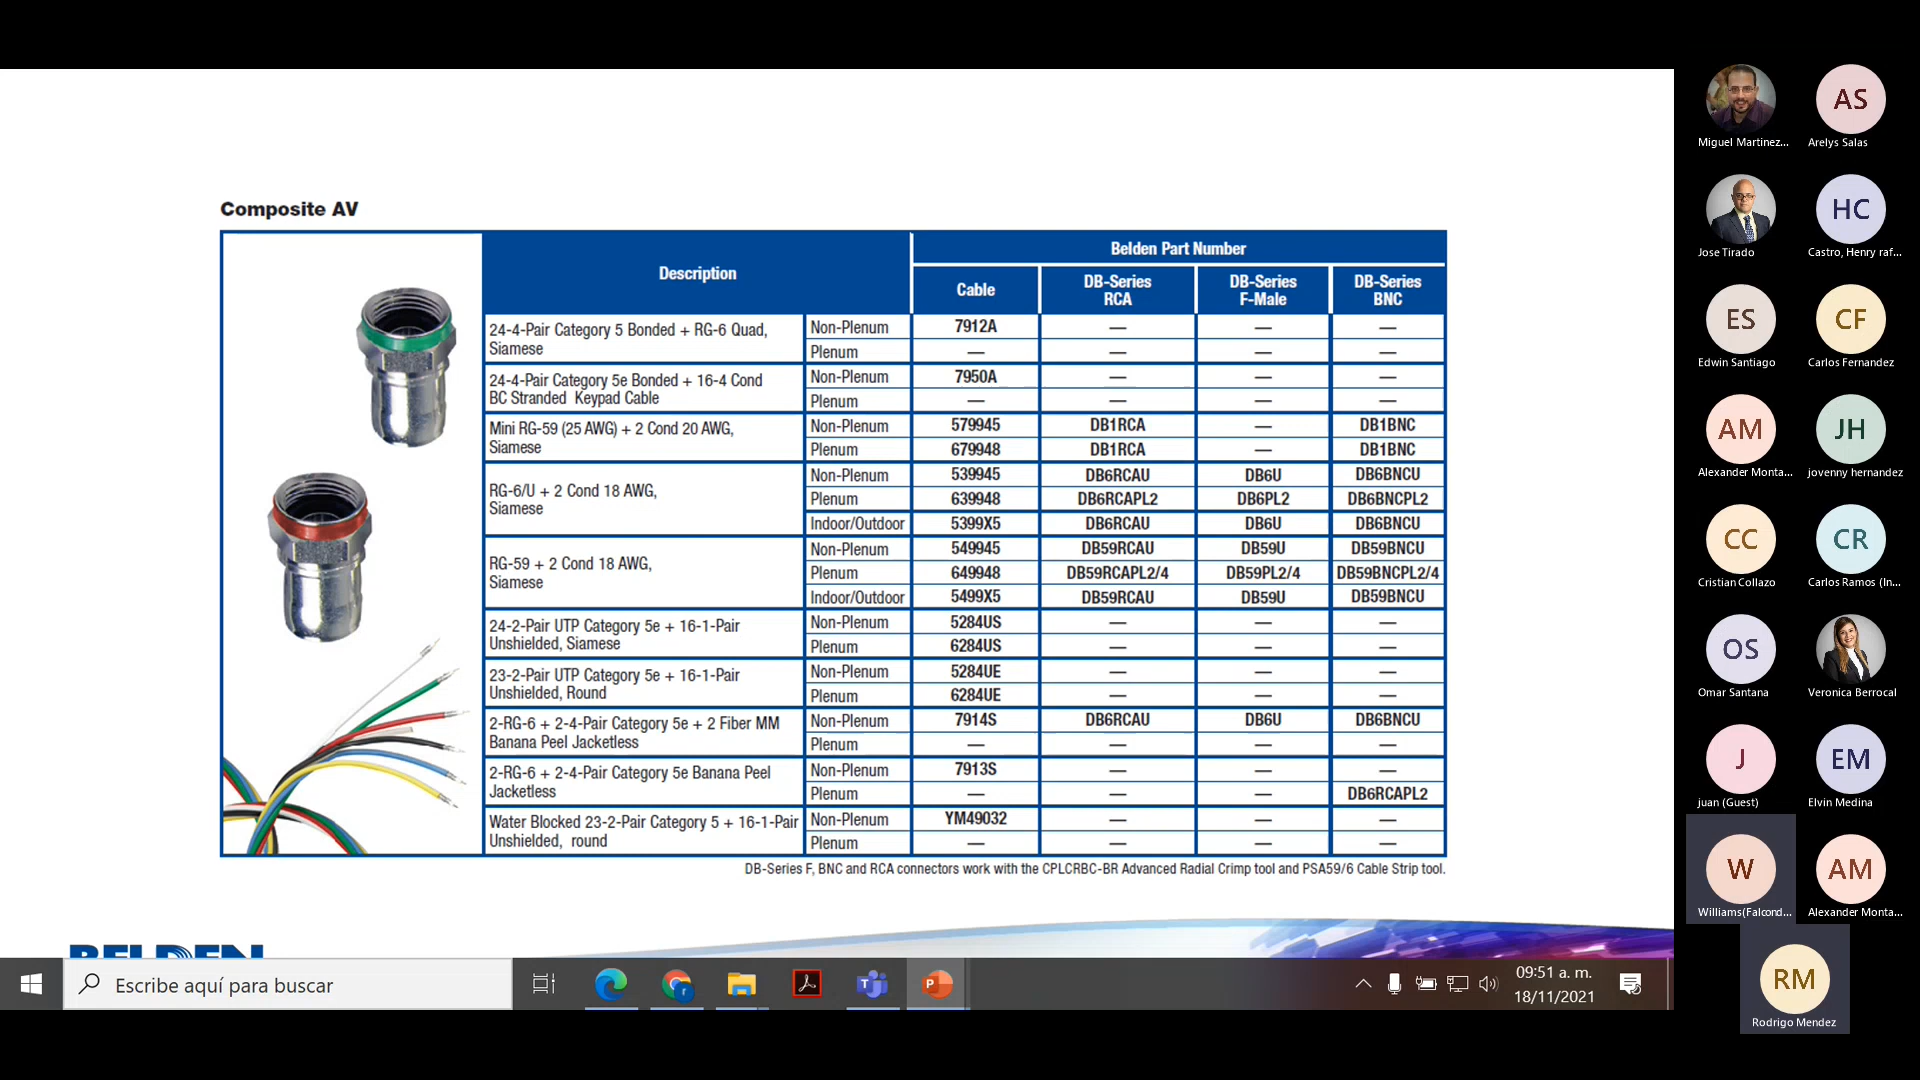 Composite AV
Description
Belden Part Number
Cable
DB-Series RCA
DB-Series F-Male
DB-Series BNC
24-4-Pair Category 5 Bonded + RG-6 Quad,
Siamese
Non-Plenum 7912A — — —
Plenum — — — —
24-4-Pair Category 5e Bonded + 16-4 Cond
BC Stranded Keypad Cable
Non-Plenum 7950A — — —
Plenum — — — —
Mini RG-59 (25 AWG) + 2 Cond 20 AWG,
Siamese
Non-Plenum 579945 DB1RCA — DB1BNC
Plenum 679948 DB1RCA — DB1BNC
RG-6/U + 2 Cond 18 AWG,
Siamese
Non-Plenum 539945 DB6RCAU DB6U DB6BNCU
Plenum 639948 DB6RCAPL2 DB6PL2 DB6BNCPL2
Indoor/Outdoor 5399X5 DB6RCAU DB6U DB6BNCU
RG-59 + 2 Cond 18 AWG,
Siamese
Non-Plenum 549945 DB59RCAU DB59U DB59BNCU
Plenum 649948 DB59RCAPL2/4 DB59PL2/4 DB59BNCPL2/4
Indoor/Outdoor 5499X5 DB59RCAU DB59U DB59BNCU
24-2-Pair UTP Category 5e + 16-1-Pair
Unshielded, Siamese
Non-Plenum 5284US — — —
Plenum 6284US — — —
23-2-Pair UTP Category 5e + 16-1-Pair
Unshielded, Round
Non-Plenum 5284UE — — —
Plenum 6284UE — — —
2-RG-6 + 2-4-Pair Category 5e + 2 Fiber MM
Banana Peel Jacketless
Non-Plenum 7914S DB6RCAU DB6U DB6BNCU
Plenum — — — —
2-RG-6 + 2-4-Pair Category 5e Banana Peel
Jacketless
Non-Plenum 7913S — — —
Plenum — — — DB6RCAPL2
Water Blocked 23-2-Pair Category 5 + 16-1-Pair
Unshielded, round
Non-Plenum YM49032 — — —
Plenum — — — —
DB-Series F, BNC and RCA connectors work with the CPLCRBC-BR Advanced Radial Crimp tool and PSA59/6 Cable Strip tool.
BELDEN
Escribe aquí para buscar
09:51 a. m.
18/11/2021
Miguel Martinez...
AS
Arelys Salas
Jose Tirado
HC
Castro, Henry raf...
ES
Edwin Santiago
CF
Carlos Fernandez
AM
Alexander Monta...
JH
jovenny hernandez
CC
Cristian Collazo
CR
Carlos Ramos (In...
OS
Omar Santana
Veronica Berrocal
J
juan (Guest)
EM
Elvin Medina
W
Williams(Falcond...
AM
Alexander Monta...
RM
Rodrigo Mendez